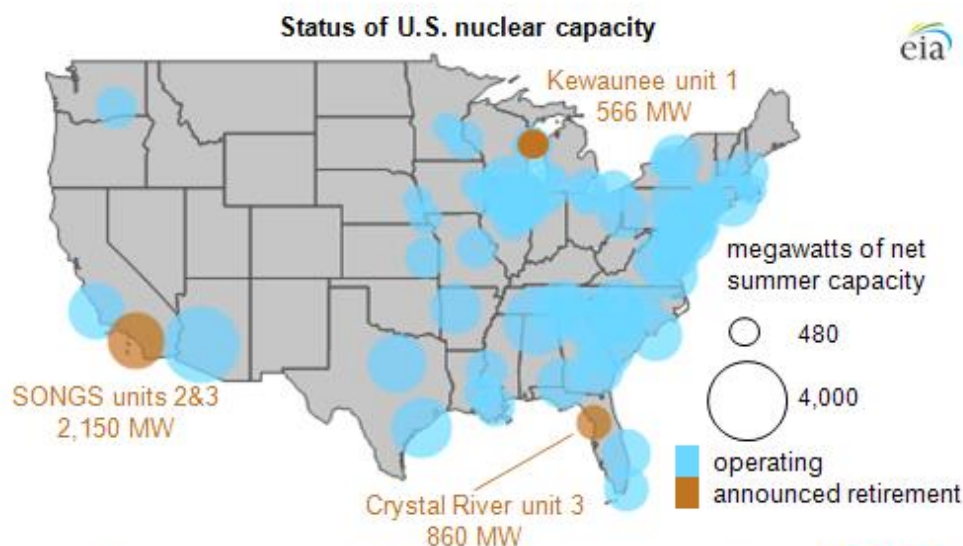 Status of U.S. nuclear capacity
eia
Kewaunee unit 1
566 MW
megawatts of net
summer capacity
480
4,000
SONGS units 2&3
2,150 MW
operating
announced retirement
Crystal River unit 3
860 MW